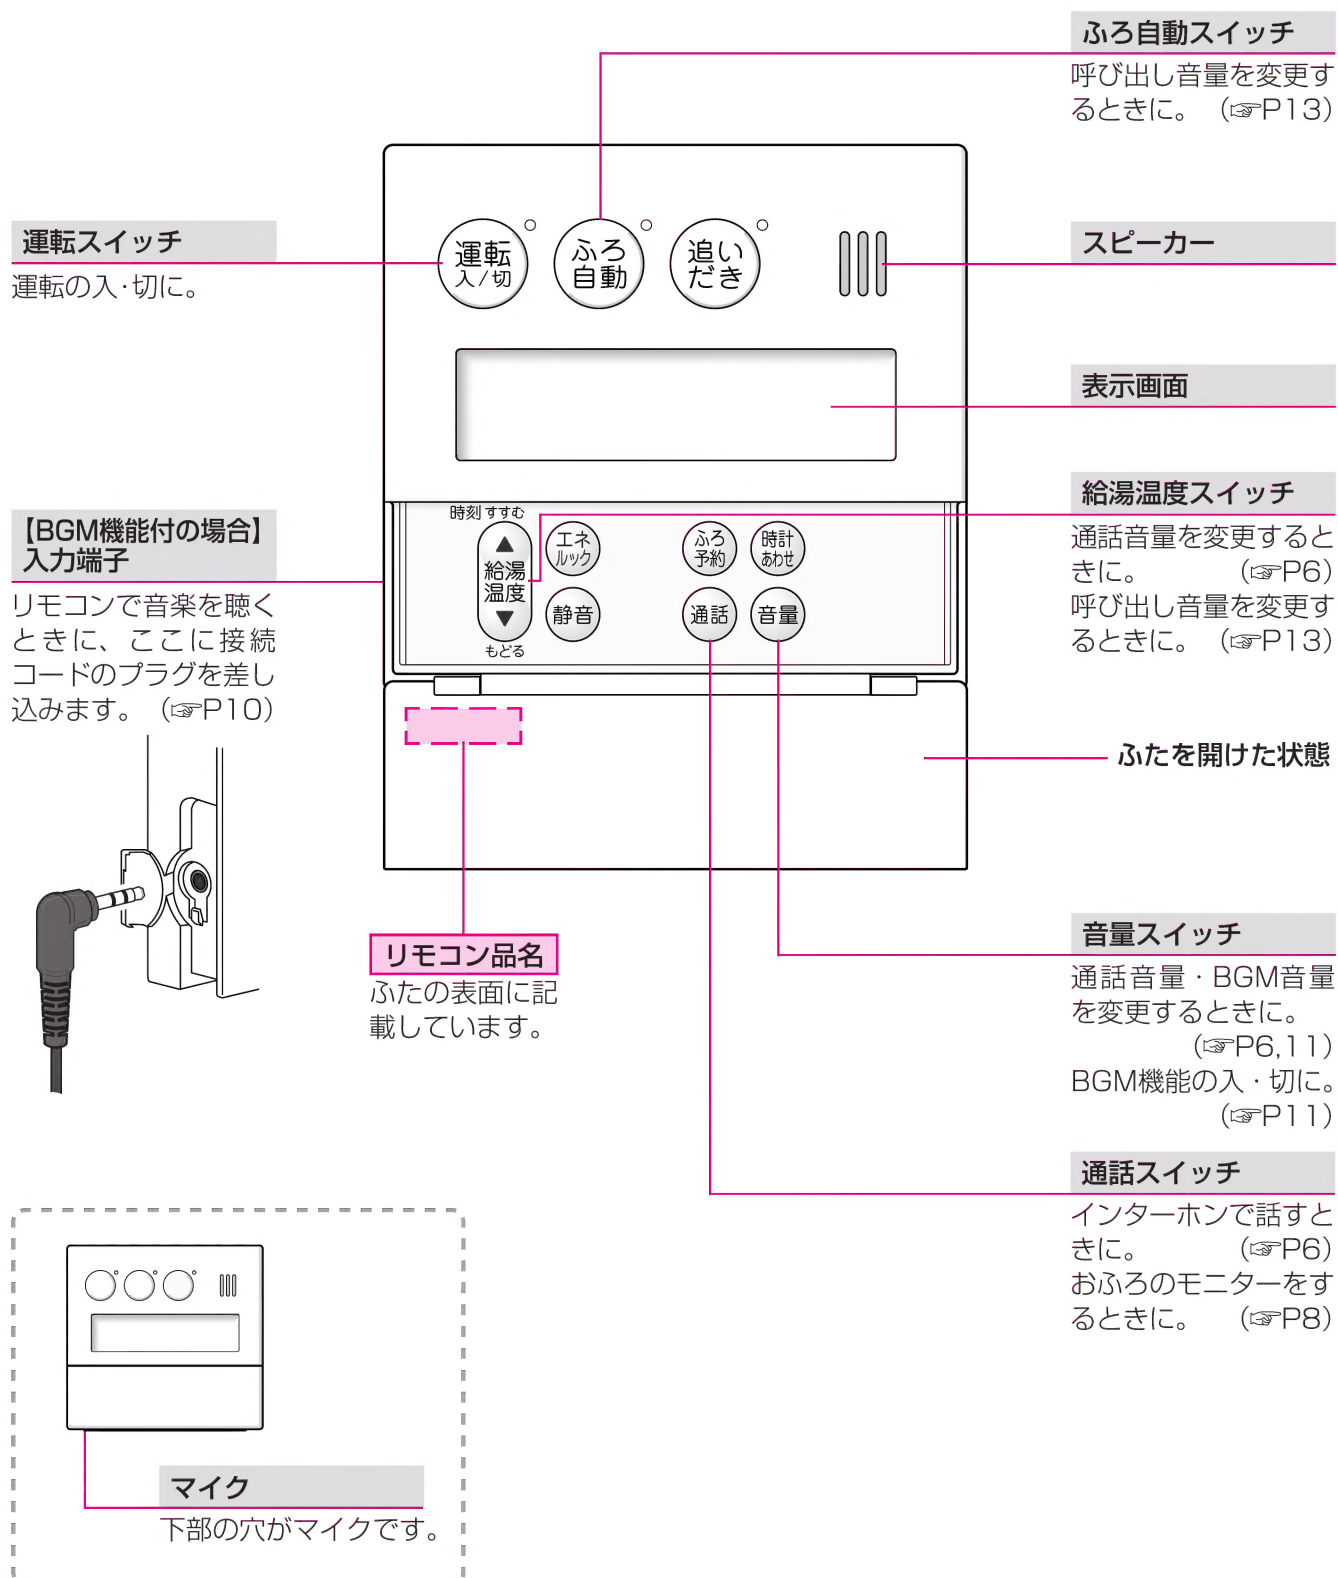 ふろ自動スイッチ
呼び出し音量を変更す
るときに。 (☞P13)
運転スイッチ
運転の入・切に。
運転
入/切
ふろ
自動
追い
だき
スピーカー
表示画面
給湯温度スイッチ
通話音量を変更すると
きに。 (☞P6)
呼び出し音量を変更す
るときに。 (☞P13)
【BGM機能付の場合】
入力端子
リモコンで音楽を聴く
ときに、ここに接続
コードのプラグを差し
込みます。 (☞P10)
時刻 すすむ
▲
給湯
温度
▼
もどる
エネ
ルック
静音
ふろ
予約
時計
あわせ
通話
音量
ふたを開けた状態
リモコン品名
ふたの表面に記
載しています。
音量スイッチ
通話音量・BGM音量
を変更するときに。
(☞P6,11)
BGM機能の入・切に。
(☞P11)
通話スイッチ
インターホンで話すと
きに。 (☞P6)
おふろのモニターをす
るときに。 (☞P8)
マイク
下部の穴がマイクです。